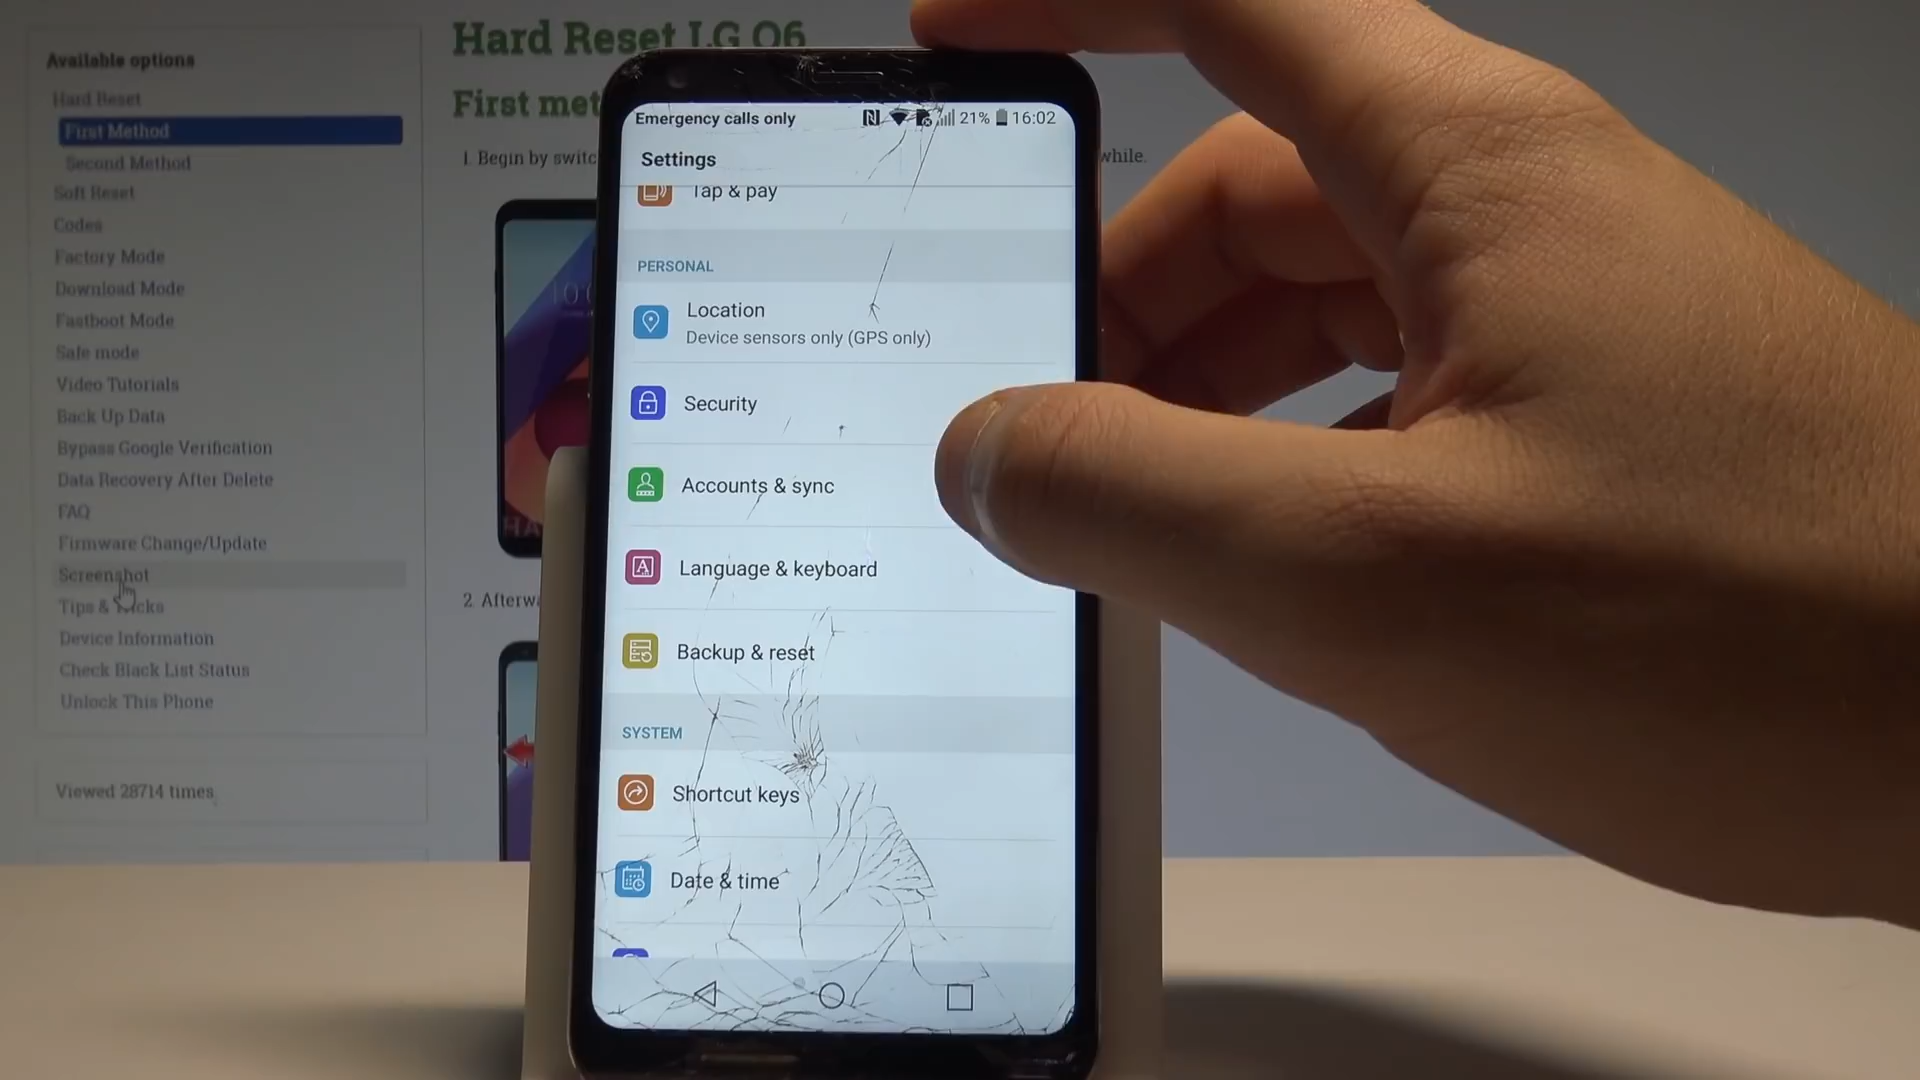 Available options
Hard Reset
First Method
Second Method
Soft Reset
Codes
Factory Mode
Download Mode
Fastboot Mode
Safe mode
Video Tutorials
Back Up Data
Bypass Google Verification
Data Recovery After Delete
FAQ
Firmware Change/Update
Screenshot
Tips &
Device Information
Check Black List Status
Unlock This Phone
Viewed 28714 times
Hard Reset LG Q6
First met
1. Begin by switc
while.
2. Afterwa
Emergency calls only 21% 16:02
Settings
Tap & pay
PERSONAL
Location
Device sensors only (GPS only)
Security
Accounts & sync
Language & keyboard
Backup & reset
SYSTEM
Shortcut keys
Date & time